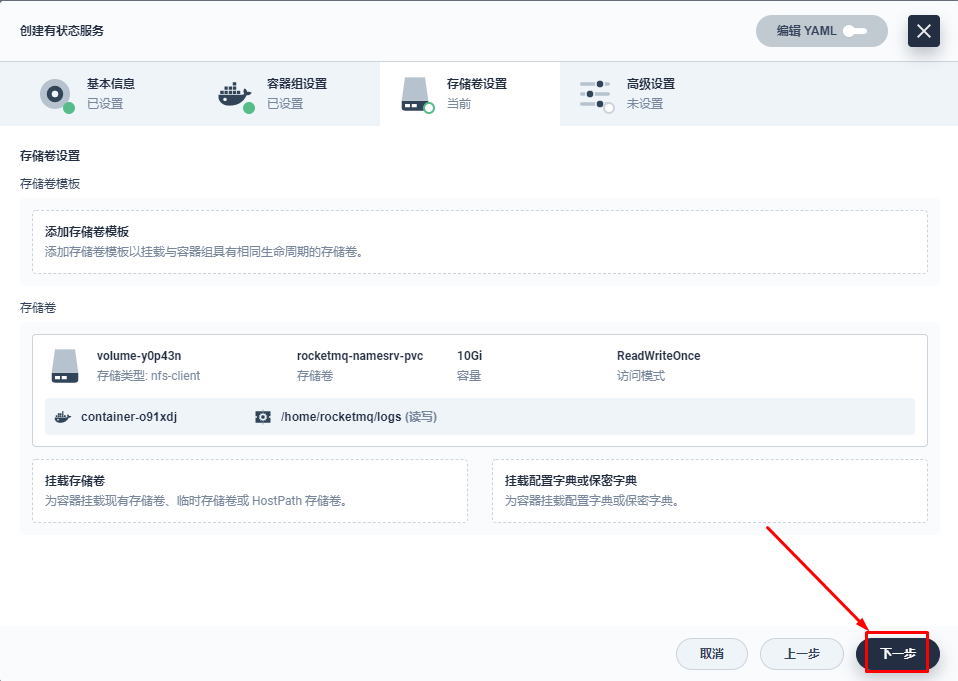 创建有状态服务
编辑 YAML
基本信息
已设置
容器组设置
已设置
存储卷设置
当前
高级设置
未设置
存储卷设置
存储卷模板
添加存储卷模板
添加存储卷模板以挂载与容器组具有相同生命周期的存储卷。
存储卷
volume-y0p43n
存储类型: nfs-client
rocketmq-namesrv-pvc
存储卷
10Gi
容量
ReadWriteOnce
访问模式
container-o91xdj
/home/rocketmq/logs (读写)
挂载存储卷
为容器挂载现有存储卷、临时存储卷或 HostPath 存储卷。
挂载配置字典或保密字典
为容器挂载配置字典或保密字典。
取消
上一步
下一步